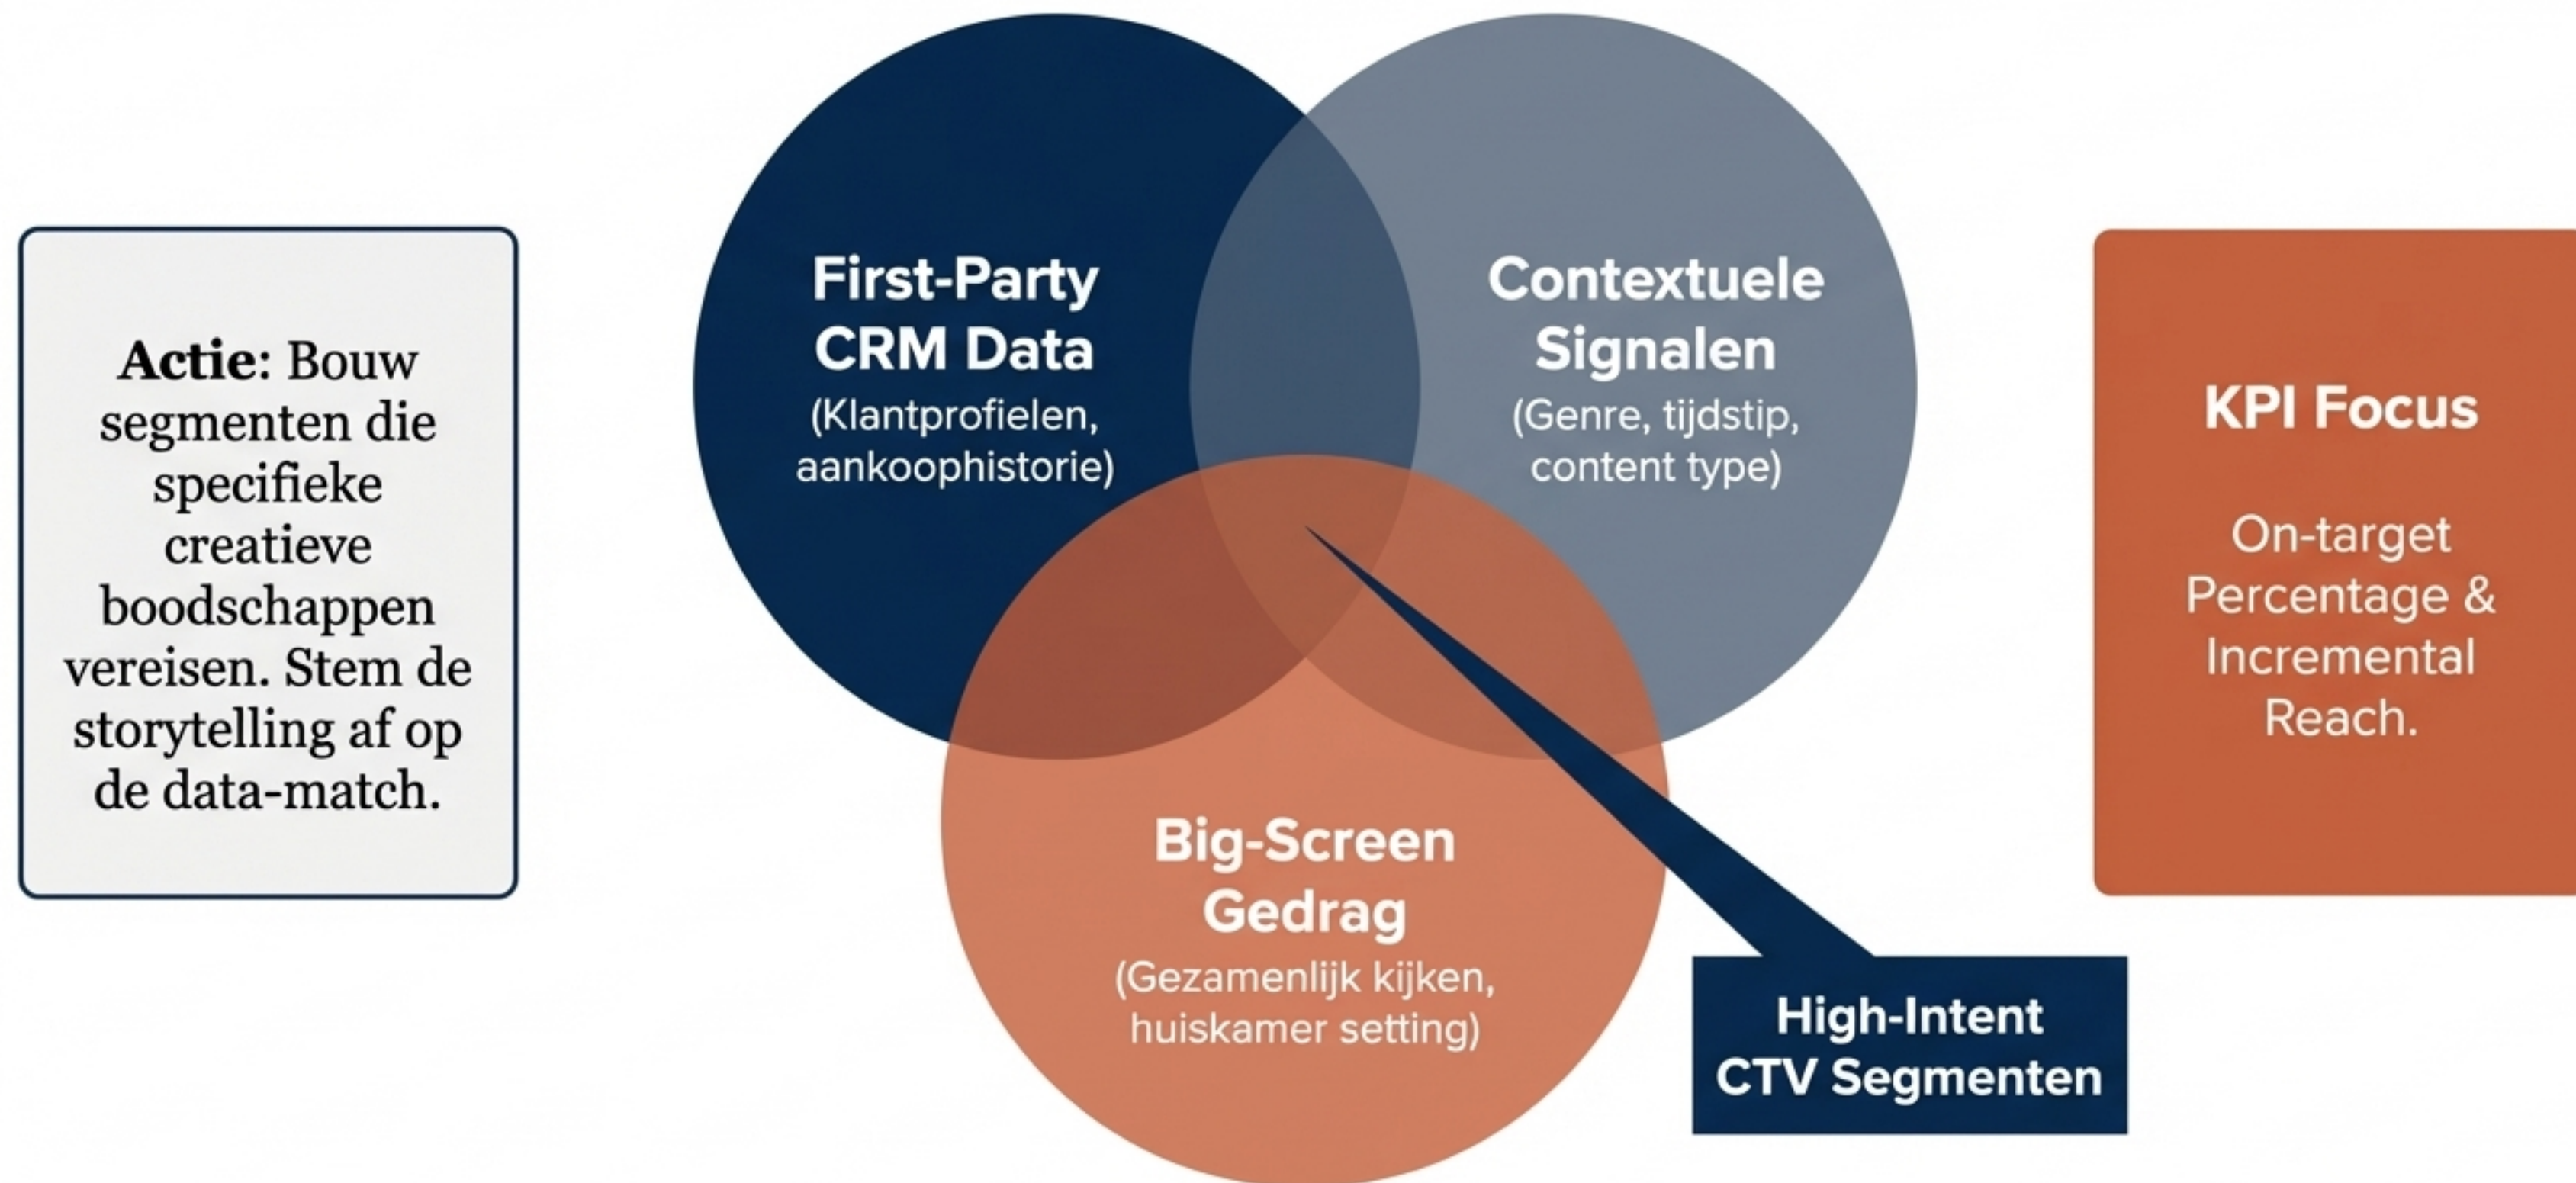 Actie: Bouw
segmenten die
specifieke
creatieve
boodschappen
vereisen. Stem de
storytelling af op
de data-match.
First-Party
CRM Data
(Klantprofielen,
aankoophistorie)
Contextuele
Signalen
(Genre, tijdstip,
content type)
Big-Screen
Gedrag
(Gezamenlijk kijken,
huiskamer setting)
High-Intent
CTV Segmenten
KPI Focus
On-target
Percentage &
Incremental
Reach.